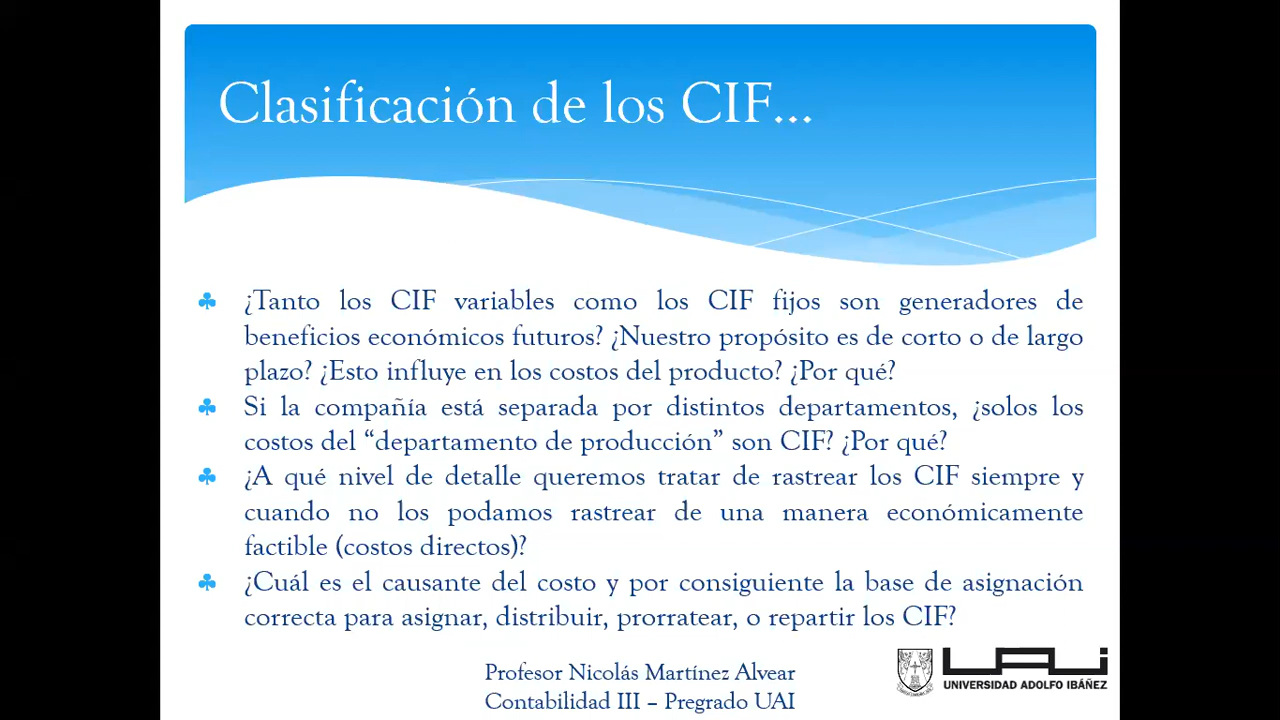 Clasificación de los CIF...
¿Tanto los CIF variables como los CIF fijos son generadores de
beneficios económicos futuros? ¿Nuestro propósito es de corto o de largo
plazo? ¿Esto influye en los costos del producto? ¿Por qué?
Si la compañía está separada por distintos departamentos, ¿solos los
costos del “departamento de producción” son CIF? ¿Por qué?
¿A qué nivel de detalle queremos tratar de rastrear los CIF siempre y
cuando no los podamos rastrear de una manera económicamente
factible (costos directos)?
¿Cuál es el causante del costo y por consiguiente la base de asignación
correcta para asignar, distribuir, prorratear, o repartir los CIF?
Profesor Nicolás Martínez Alvear
Contabilidad III – Pregrado UAI
UAI
UNIVERSIDAD ADOLFO IBÁÑEZ